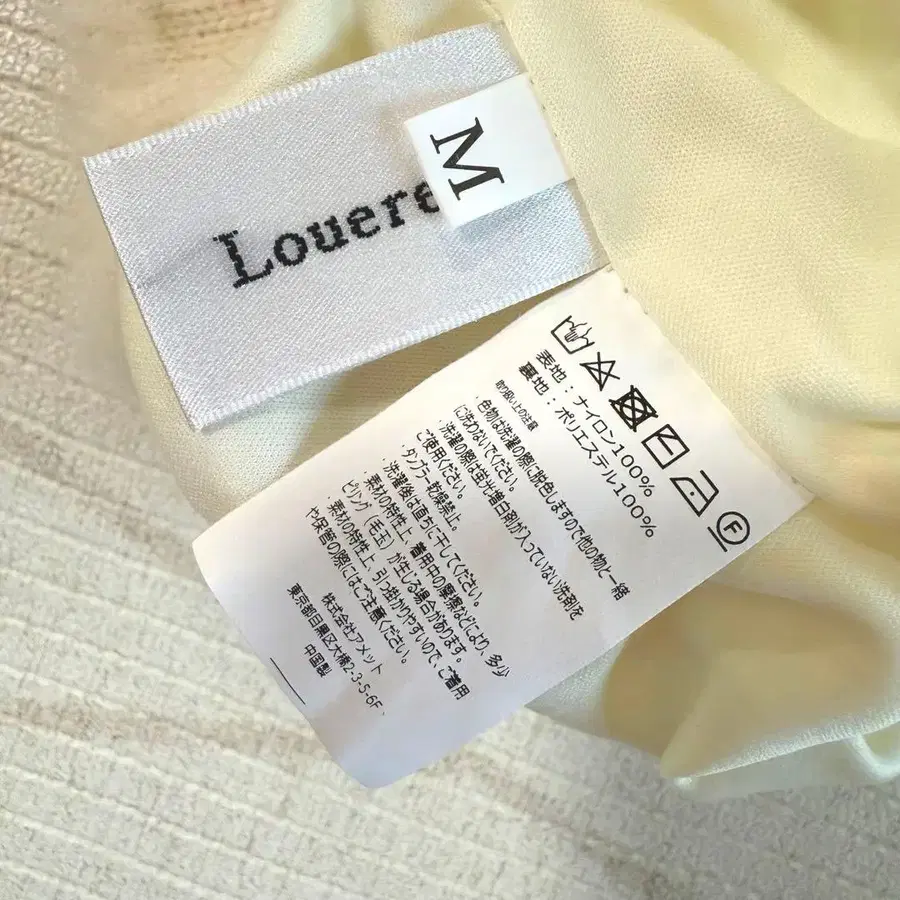 Louere
M
表地：ナイロン100%
裏地：ポリエステル100%
取り扱い上の注意
・色物は洗濯の際に脱色しますので他の物と一緒
に洗わないでください。
・洗濯の際は蛍光増白剤が入っていない洗剤を
ご使用ください。
・タンブラー乾燥禁止。
・洗濯後は直ちに干してください。
・素材の特性上、着用中の摩擦などにより、多少
ピリング（毛玉）が生じる場合があります。
・素材の特性上、引っ掛かりやすいので、ご着用
や保管の際にはご注意ください。
株式会社アメット
東京都目黒区大橋2-3-5-6F
中国製
F